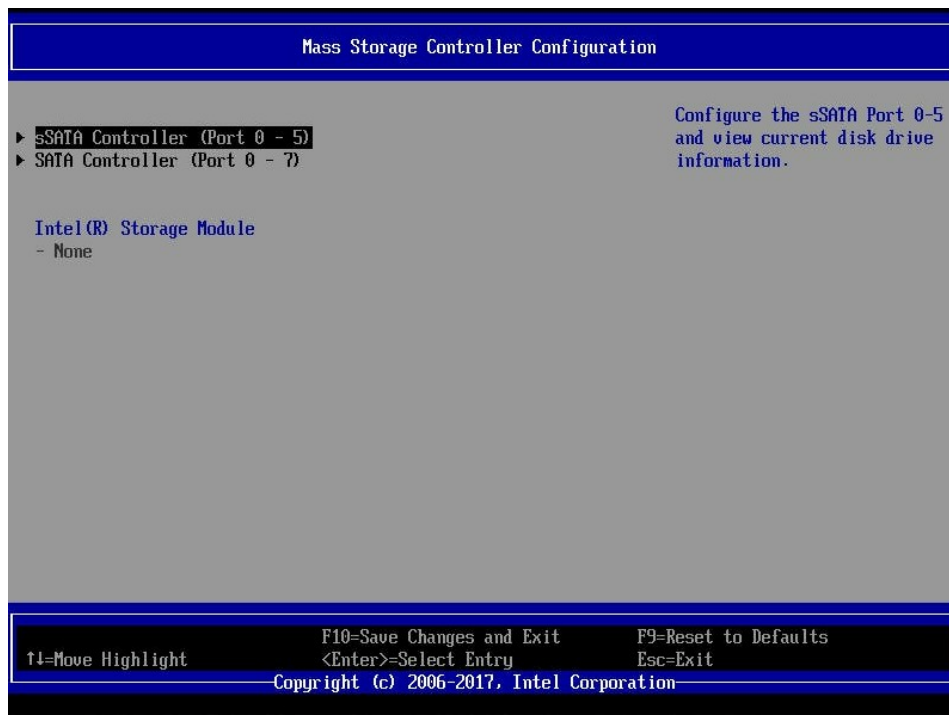 Mass Storage Controller Configuration
▶ sSATA Controller (Port 0 - 5)
▶ SATA Controller (Port 0 - 7)
Intel(R) Storage Module
- None
Configure the sSATA Port 0-5
and view current disk drive
information.
F10=Save Changes and Exit F9=Reset to Defaults
↑↓=Move Highlight <Enter>=Select Entry Esc=Exit
Copyright (c) 2006-2017, Intel Corporation